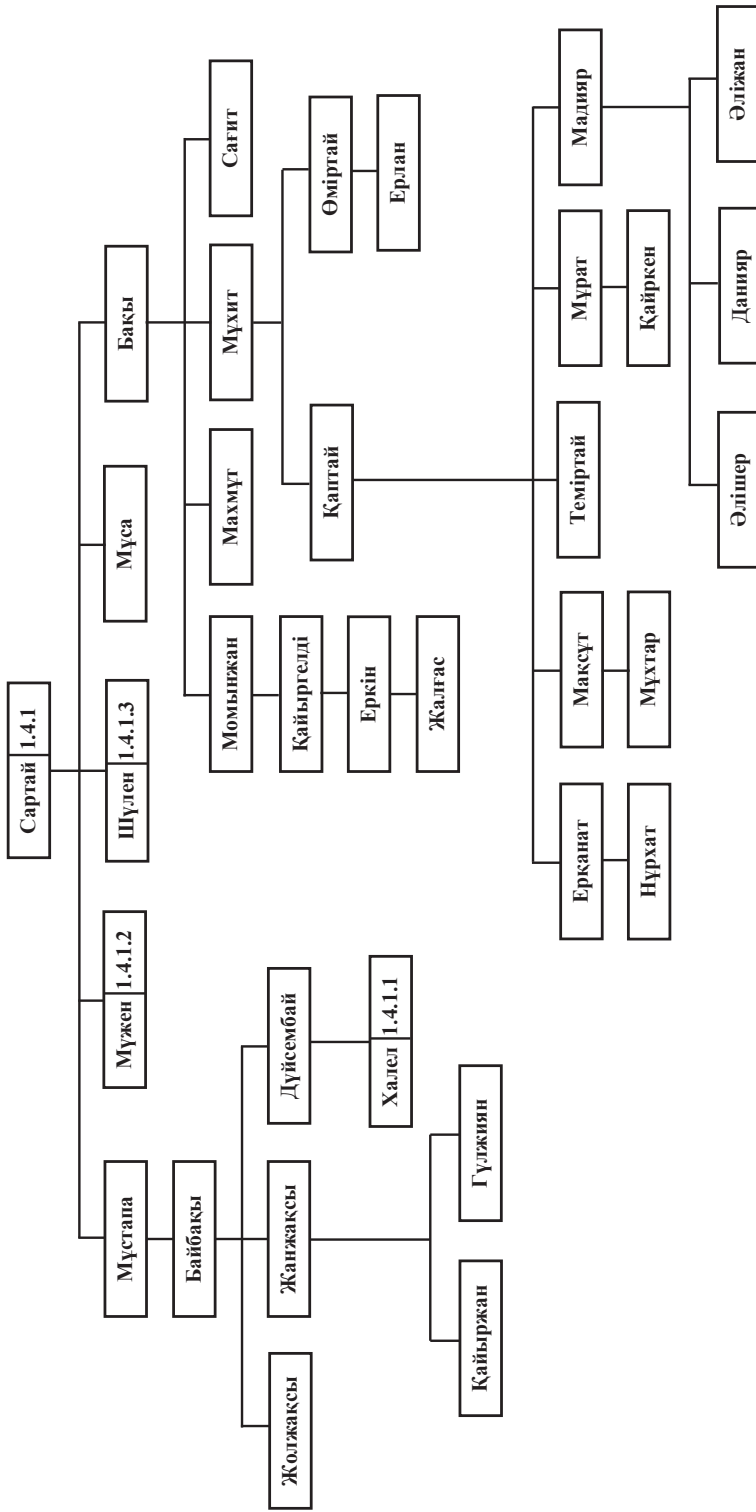 Сартай 1.4.1
Мұстапа
Мүжен 1.4.1.2
Шүлен 1.4.1.3
Мұса
Бақы
Байбақы
Жолжақсы
Жанжақсы
Дүйсембай
Халел 1.4.1.1
Қайыржан
Гүлжиян
Момынжан
Махмұт
Мұхит
Сағит
Қайыргелді
Еркін
Жалғас
Қаптай
Өміртай
Ерлан
Ерқанат
Мақсұт
Теміртай
Мұрат
Мадияр
Нұрхат
Мұхтар
Қайркен
Әлішер
Данияр
Әліжан